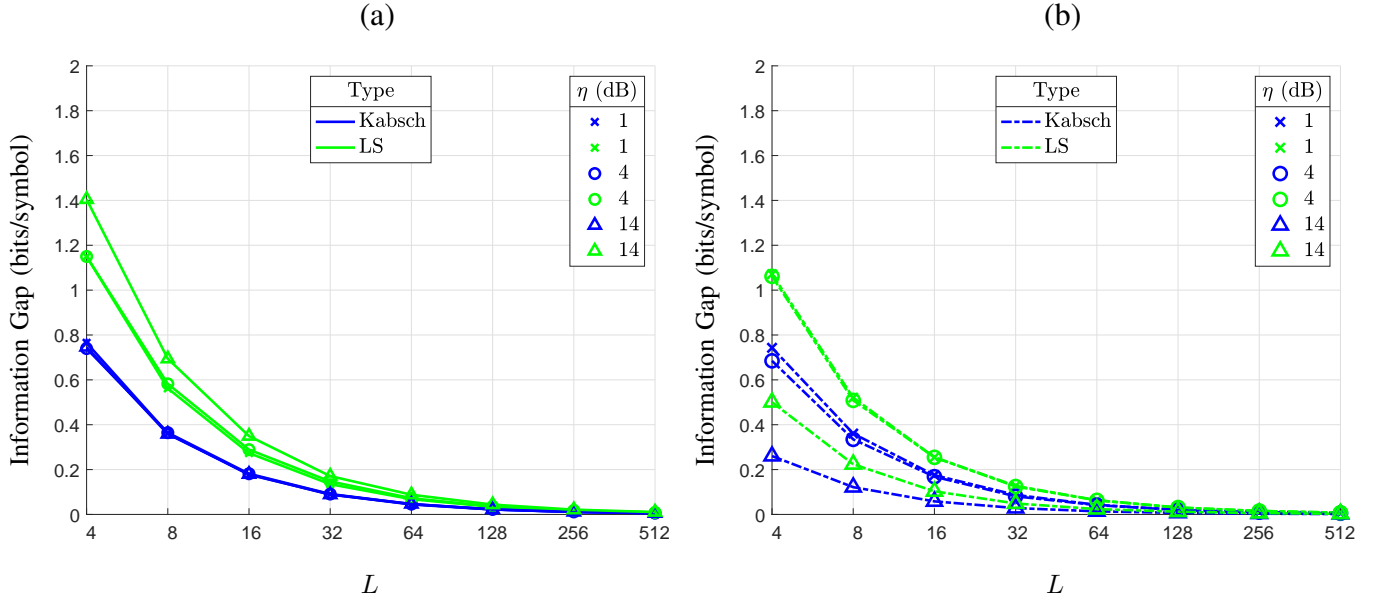 (a)
Information Gap (bits/symbol)
2
1.8
1.6
1.4
1.2
1
0.8
0.6
0.4
0.2
0
4 8 16 32 64 128 256 512
L
Type
Kabsch
LS
η (dB)
1
1
4
4
14
14
(b)
Information Gap (bits/symbol)
2
1.8
1.6
1.4
1.2
1
0.8
0.6
0.4
0.2
0
4 8 16 32 64 128 256 512
L
Type
Kabsch
LS
η (dB)
1
1
4
4
14
14